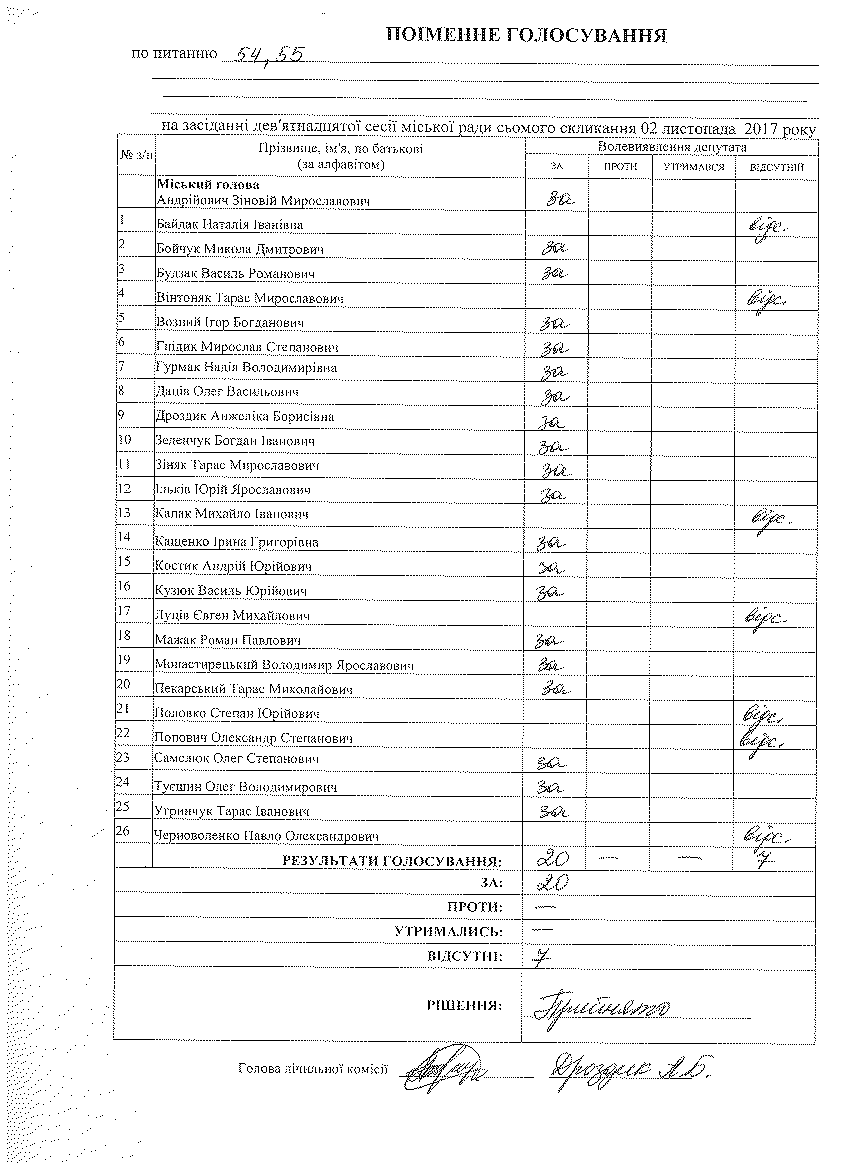 ПОІМЕННЕ ГОЛОСУВАННЯ
по питанню 54, 55
на засіданні дев'ятнадцятої сесії міської ради сьомого скликання 02 листопада 2017 року
№ з/п Прізвище, ім'я, по батькові (за алфавітом) Волевиявлення депутата
ЗА ПРОТИ УТРИМАВСЯ ВІДСУТНІЙ
Міський голова
Андрійович Зіновій Мирославович за
1 Байдак Наталія Іванівна відс.
2 Бойчук Микола Дмитрович за
3 Будзак Василь Романович за
4 Вінтоняк Тарас Мирославович відс.
5 Возний Ігор Богданович за
6 Гнідик Мирослав Степанович за
7 Гурмак Надія Володимирівна за
8 Даців Олег Васильович за
9 Дроздик Анжеліка Борисівна за
10 Зеленчук Богдан Іванович за
11 Зіняк Тарас Мирославович за
12 Ільків Юрій Ярославович за
13 Калак Михайло Іванович відс.
14 Кащенко Ірина Григорівна за
15 Костик Андрій Юрійович за
16 Кузюк Василь Юрійович за
17 Луців Євген Михайлович відс
18 Мажак Роман Павлович за
19 Монастирецький Володимир Ярославович за
20 Пекарський Тарас Миколайович за
21 Половко Степан Юрійович відс.
22 Попович Олександр Степанович відс.
23 Самелюк Олег Степанович за
24 Туєшин Олег Володимирович за
25 Угринчук Тарас Іванович за
26 Черноволенко Павло Олександрович відс.
РЕЗУЛЬТАТИ ГОЛОСУВАННЯ: 20 — — 7
ЗА: 20
ПРОТИ: —
УТРИМАЛИСЬ: —
ВІДСУТНІ: 7
РІШЕННЯ: Прийнято
Голова лічильної комісії Дроздик А.Б.